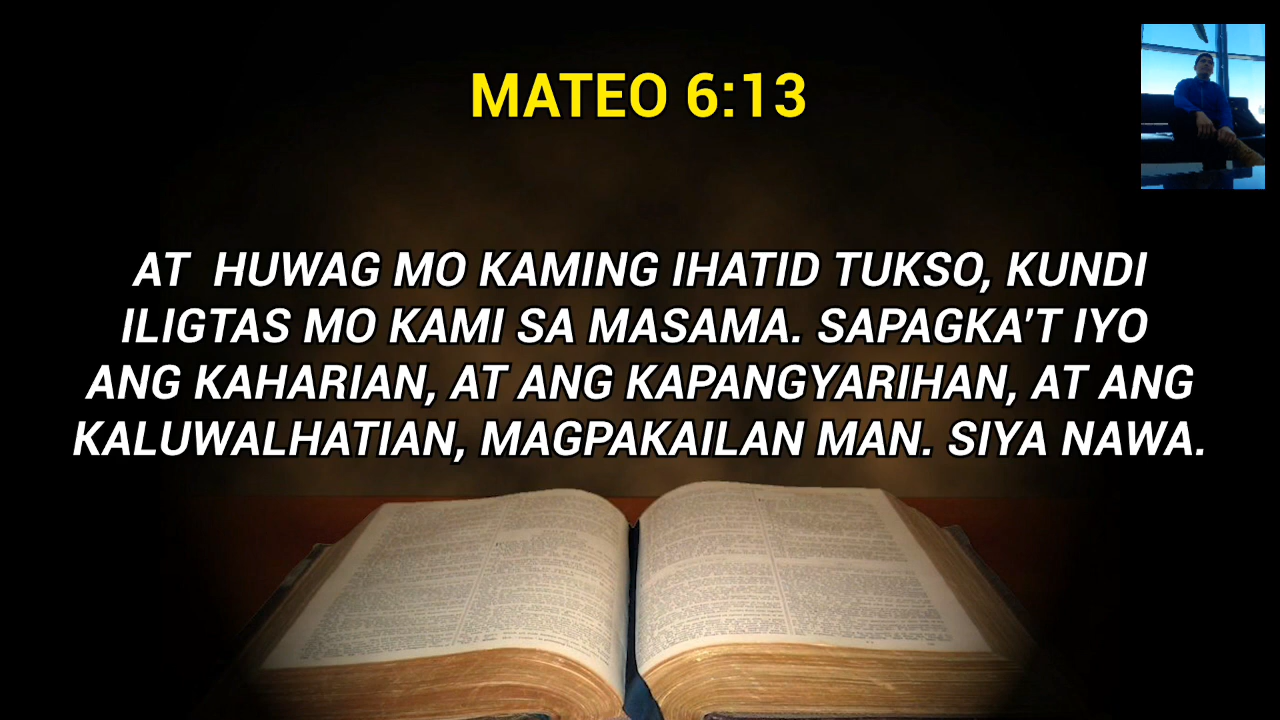 MATEO 6:13
AT  HUWAG MO KAMING IHATID TUKSO, KUNDI
ILIGTAS MO KAMI SA MASAMA. SAPAGKA'T IYO
ANG KAHARIAN, AT ANG KAPANGYARIHAN, AT ANG
KALUWALHATIAN, MAGPAKAILAN MAN. SIYA NAWA.